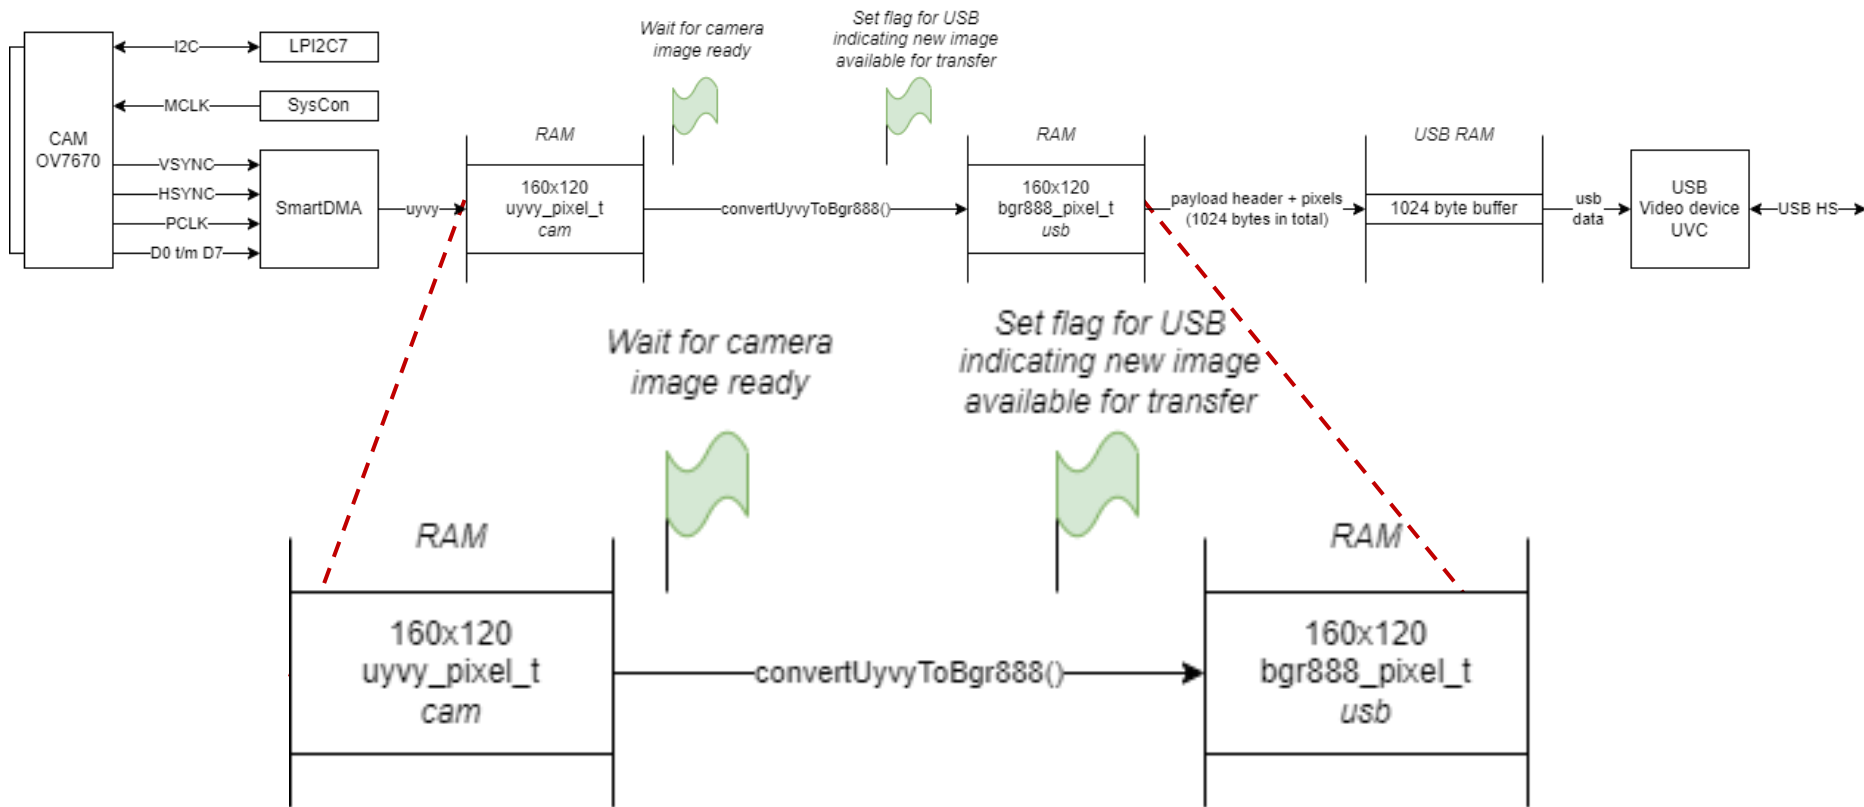 Wait for camera
image ready
Set flag for USB
indicating new image
available for transfer
I2C
LPI2C7
MCLK
SysCon
CAM
OV7670
VSYNC
HSYNC
PCLK
D0 t/m D7
SmartDMA
uyvy
RAM
160x120
uyvy_pixel_t
cam
convertUyvyToBgr888()
RAM
160x120
bgr888_pixel_t
usb
payload header + pixels
(1024 bytes in total)
USB RAM
1024 byte buffer
usb
data
USB
Video device
UVC
USB HS
Wait for camera
image ready
Set flag for USB
indicating new image
available for transfer
RAM
160x120
uyvy_pixel_t
cam
convertUyvyToBgr888()
RAM
160x120
bgr888_pixel_t
usb